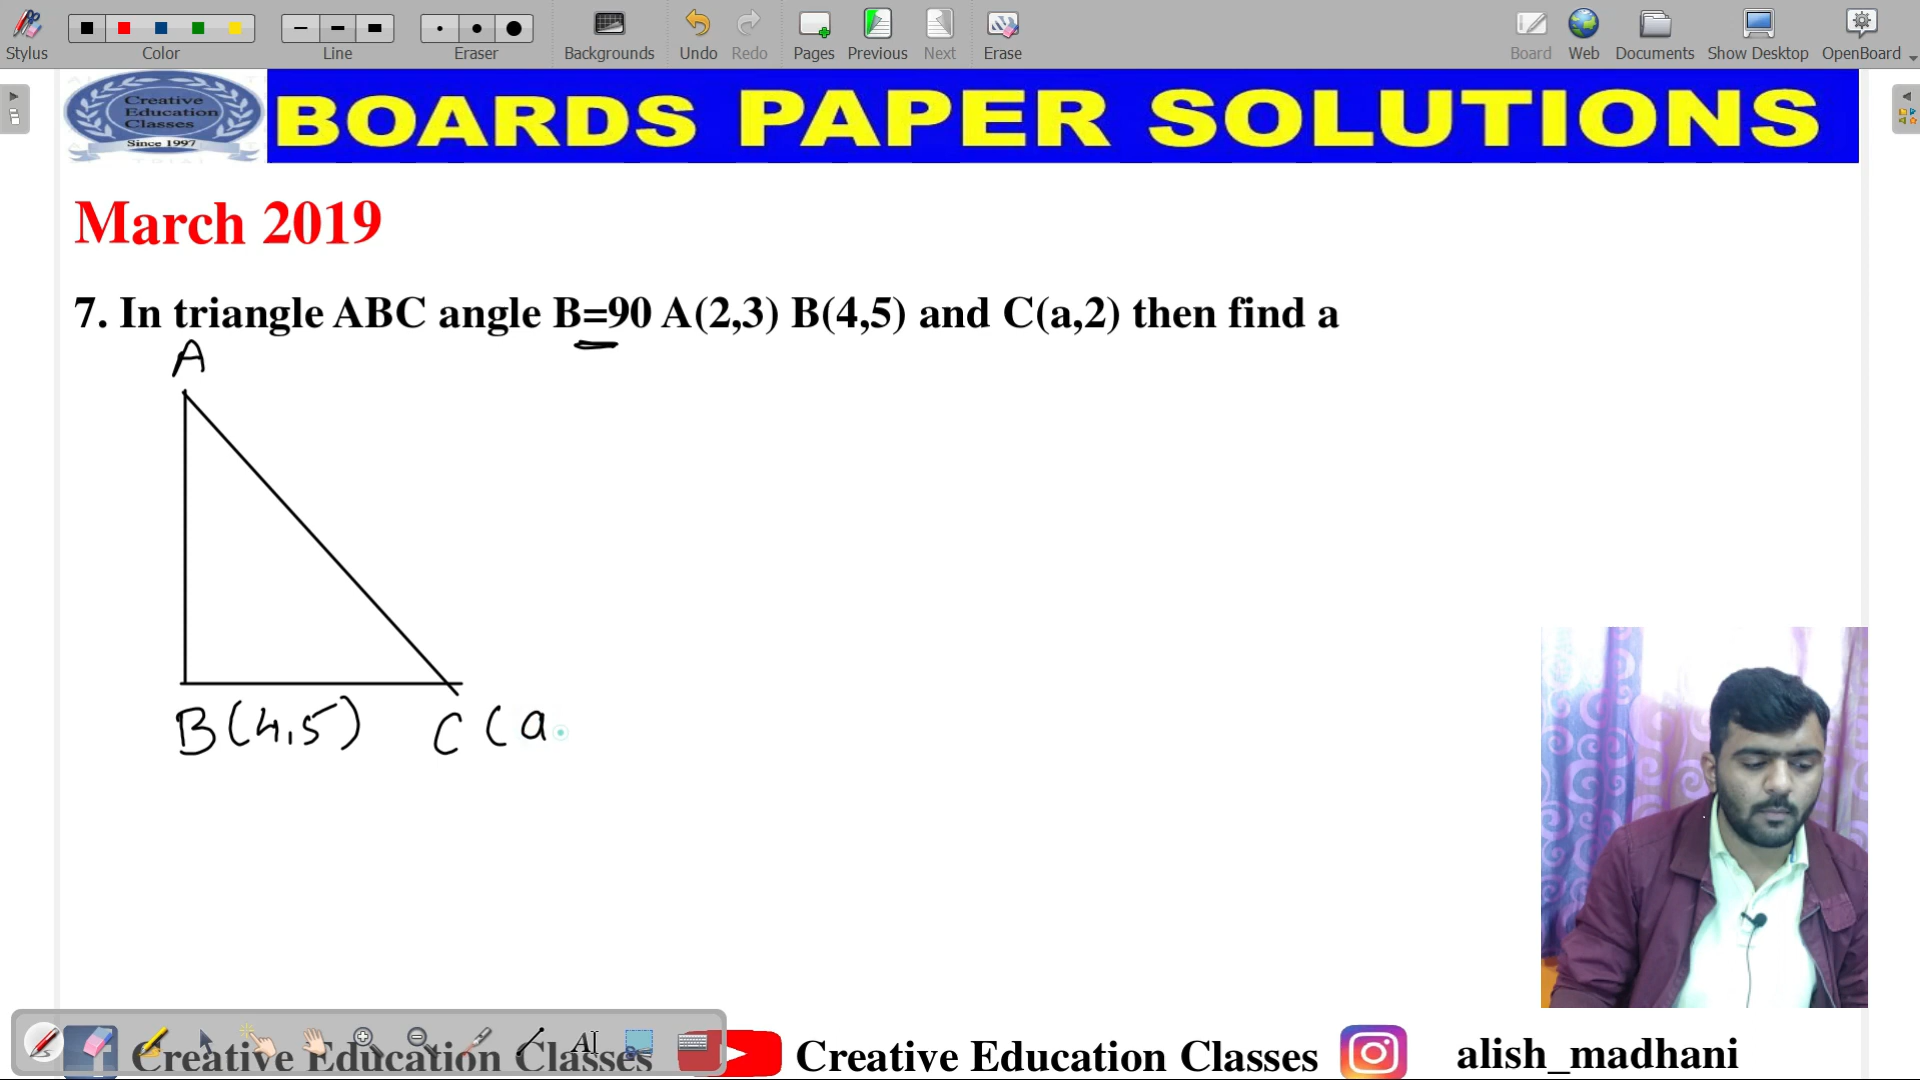 Stylus Color Line Eraser Backgrounds Undo Redo Pages Previous Next Erase Board Web Documents Show Desktop OpenBoard
Creative
Education
Classes
Since 1997
BOARDS PAPER SOLUTIONS
March 2019
7. In triangle ABC angle B=90 A(2,3) B(4,5) and C(a,2) then find a
A
B(4,5) C (a
Creative Education Classes Creative Education Classes alish_madhani